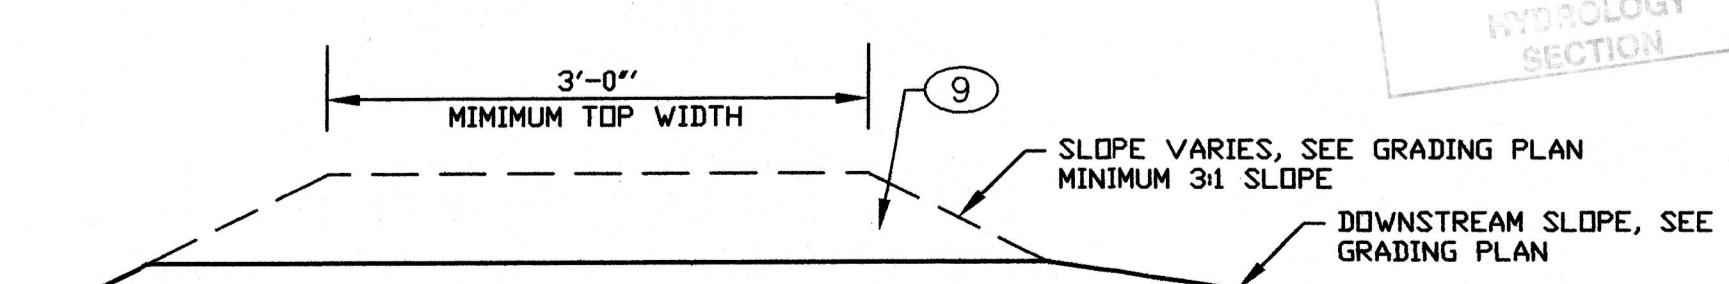 HYDROLOGY
SECTION
3'-0"'
MIMIMUM TOP WIDTH
9
SLOPE VARIES, SEE GRADING PLAN
MINIMUM 3:1 SLOPE
DOWNSTREAM SLOPE, SEE
GRADING PLAN